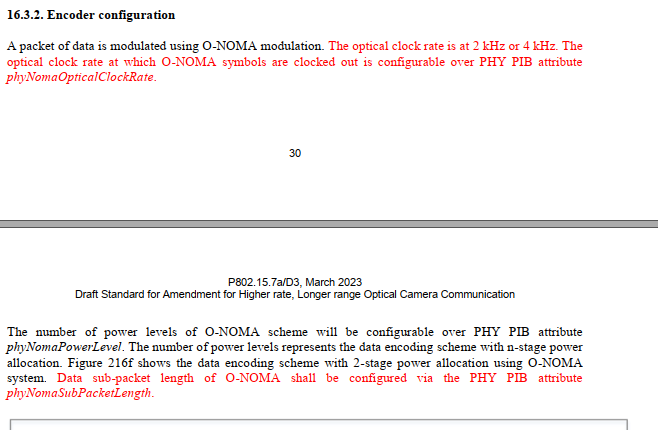 16.3.2. Encoder configuration
A packet of data is modulated using O-NOMA modulation. The optical clock rate is at 2 kHz or 4 kHz. The
optical clock rate at which O-NOMA symbols are clocked out is configurable over PHY PIB attribute
phyNomaOpticalClockRate.
30
P802.15.7a/D3, March 2023
Draft Standard for Amendment for Higher rate, Longer range Optical Camera Communication
The number of power levels of O-NOMA scheme will be configurable over PHY PIB attribute
phyNomaPowerLevel. The number of power levels represents the data encoding scheme with n-stage power
allocation. Figure 216f shows the data encoding scheme with 2-stage power allocation using O-NOMA
system. Data sub-packet length of O-NOMA shall be configured via the PHY PIB attribute
phyNomaSubPacketLength.